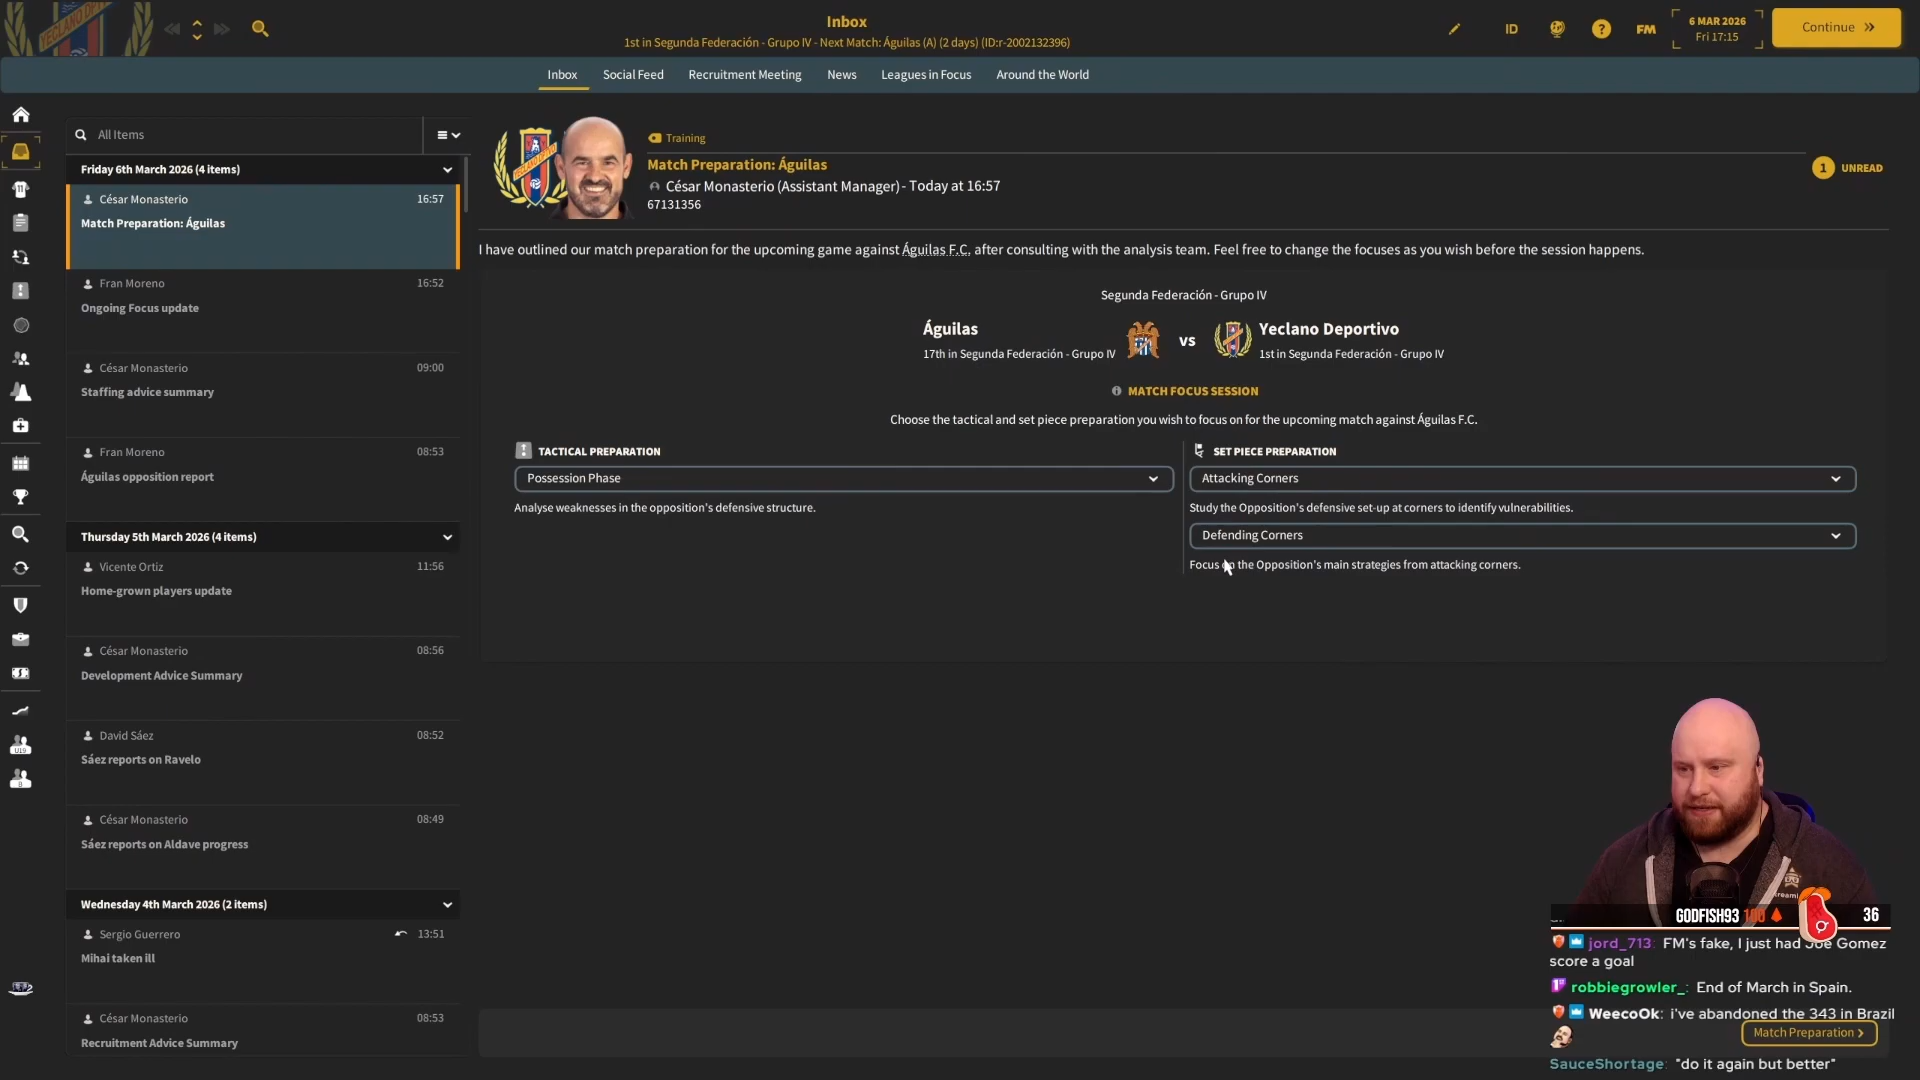 Inbox
1st in Segunda Federación - Grupo IV - Next Match: Águilas (A) (2 days) (ID:r-2002132396)
ID
FM
6 MAR 2026
Fri 17:15
Continue
Inbox
Social Feed
Recruitment Meeting
News
Leagues in Focus
Around the World
All Items
Friday 6th March 2026 (4 items)
César Monasterio 16:57
Match Preparation: Águilas
Fran Moreno 16:52
Ongoing Focus update
César Monasterio 09:00
Staffing advice summary
Fran Moreno 08:53
Águilas opposition report
Thursday 5th March 2026 (4 items)
Vicente Ortiz 11:56
Home-grown players update
César Monasterio 08:56
Development Advice Summary
David Sáez 08:52
Sáez reports on Ravelo
César Monasterio 08:49
Sáez reports on Aldave progress
Wednesday 4th March 2026 (2 items)
Sergio Guerrero 13:51
Mihai taken ill
César Monasterio 08:53
Recruitment Advice Summary
Training
Match Preparation: Águilas
César Monasterio (Assistant Manager) - Today at 16:57
67131356
1 UNREAD
I have outlined our match preparation for the upcoming game against Águilas F.C. after consulting with the analysis team. Feel free to change the focuses as you wish before the session happens.
Segunda Federación - Grupo IV
Águilas
17th in Segunda Federación - Grupo IV
vs
Yeclano Deportivo
1st in Segunda Federación - Grupo IV
MATCH FOCUS SESSION
Choose the tactical and set piece preparation you wish to focus on for the upcoming match against Águilas F.C.
TACTICAL PREPARATION
Possession Phase
Analyse weaknesses in the opposition's defensive structure.
SET PIECE PREPARATION
Attacking Corners
Study the Opposition's defensive set-up at corners to identify vulnerabilities.
Defending Corners
Focus on the Opposition's main strategies from attacking corners.
U19
GODFISH93 100 36
jord_713: FM's fake, I just had Joe Gomez
score a goal
robbiegrowler_: End of March in Spain.
WeecoOk: i've abandoned the 343 in Brazil
Match Preparation
SauceShortage: "do it again but better"